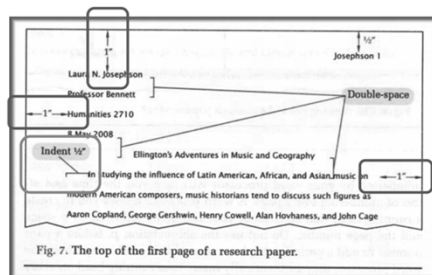 ½"
1"
Josephson 1
Laura N. Josephson
Professor Bennett
Double-space
1"
Humanities 2710
8 May 2008
Indent ½"
Ellington's Adventures in Music and Geography
1"
In studying the influence of Latin American, African, and Asian music on
modern American composers, music historians tend to discuss such figures as
Aaron Copland, George Gershwin, Henry Cowell, Alan Hovhaness, and John Cage
Fig. 7. The top of the first page of a research paper.